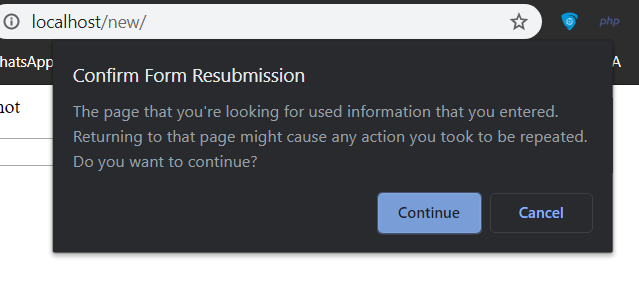 localhost/new/
php
hatsApp
A
not
Confirm Form Resubmission
The page that you're looking for used information that you entered.
Returning to that page might cause any action you took to be repeated.
Do you want to continue?
Continue
Cancel